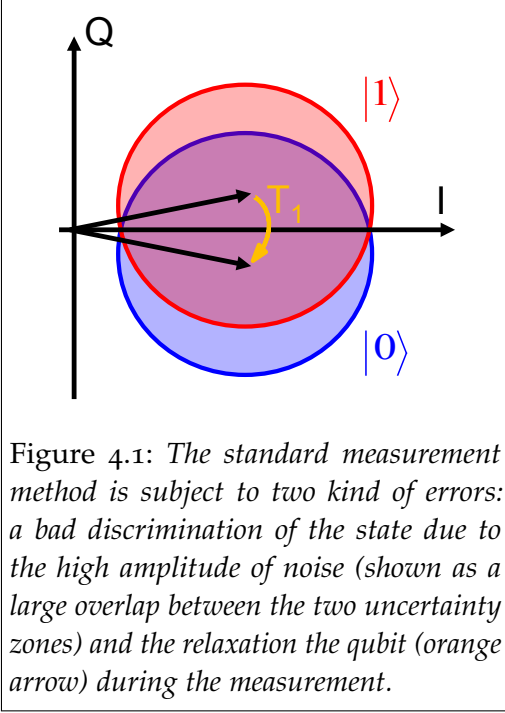 Q
|1⟩
T₁
I
|0⟩
Figure 4.1: The standard measurement
method is subject to two kind of errors:
a bad discrimination of the state due to
the high amplitude of noise (shown as a
large overlap between the two uncertainty
zones) and the relaxation the qubit (orange
arrow) during the measurement.